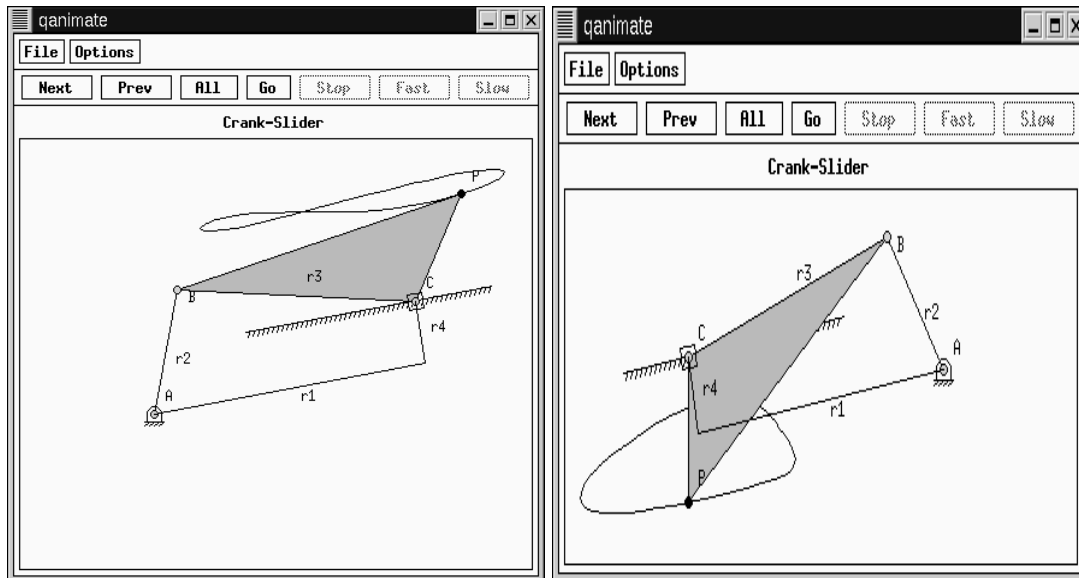 qanimate
File Options
Next Prev All Go Stop Fast Slow
Crank-Slider
P
r3
C
B
r4
r2
A
r1
qanimate
File Options
Next Prev All Go Stop Fast Slow
Crank-Slider
B
r3
r2
C
A
r4
r1
P